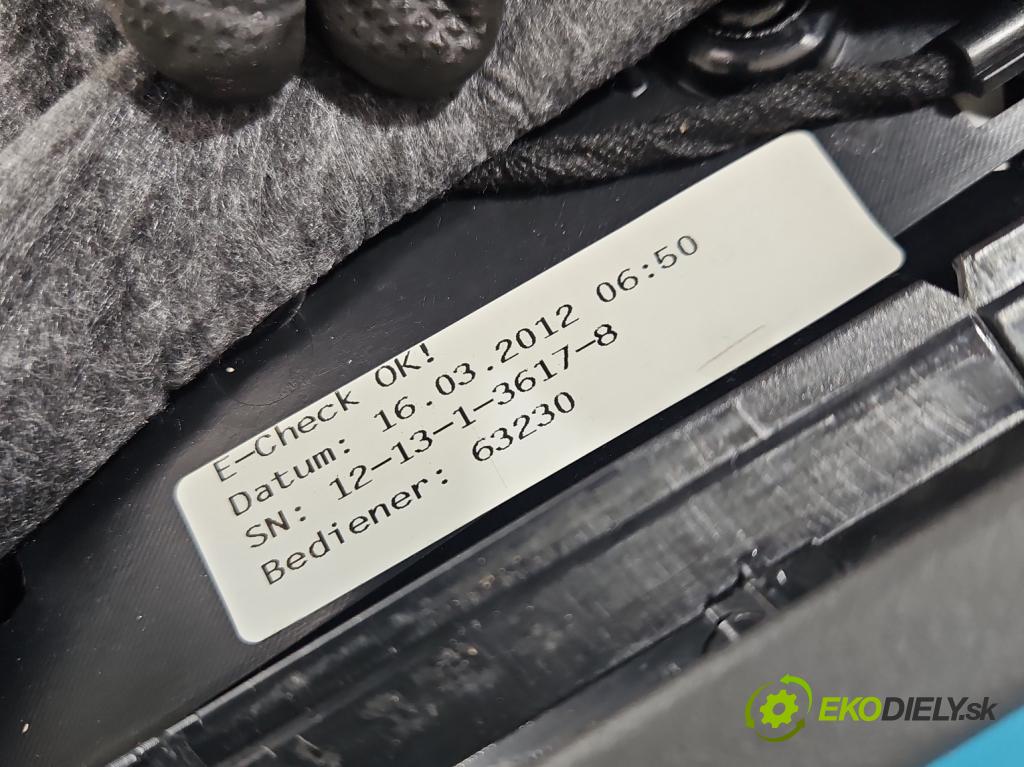 E-Check OK!
Datum: 16.03.2012 06:50
SN: 12-13-1-3617-8
Bediener: 63230
EKODIELY.sk